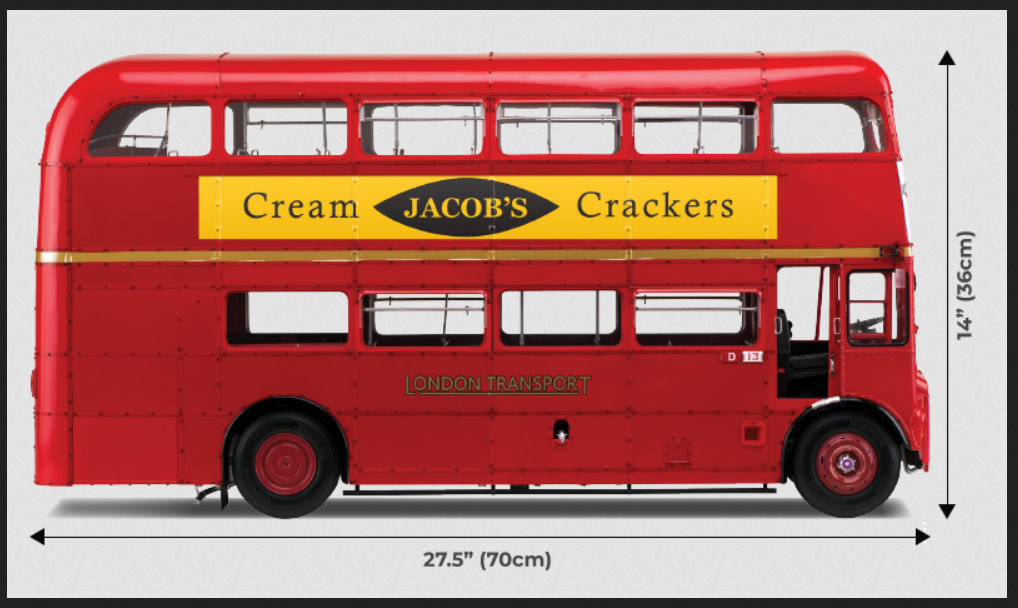 Cream JACOB'S Crackers
D 13
LONDON TRANSPORT
14” (36cm)
27.5” (70cm)